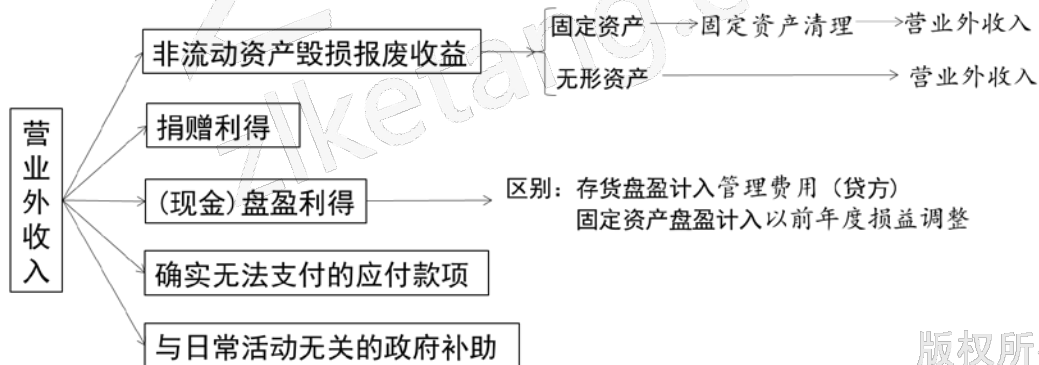 固定资产 固定资产清理 营业外收入
非流动资产毁损报废收益
无形资产 营业外收入
捐赠利得
营业外收入
(现金)盘盈利得
区别：存货盘盈计入管理费用（贷方）
固定资产盘盈计入以前年度损益调整
确实无法支付的应付款项
与日常活动无关的政府补助
版权所
zlketang.c